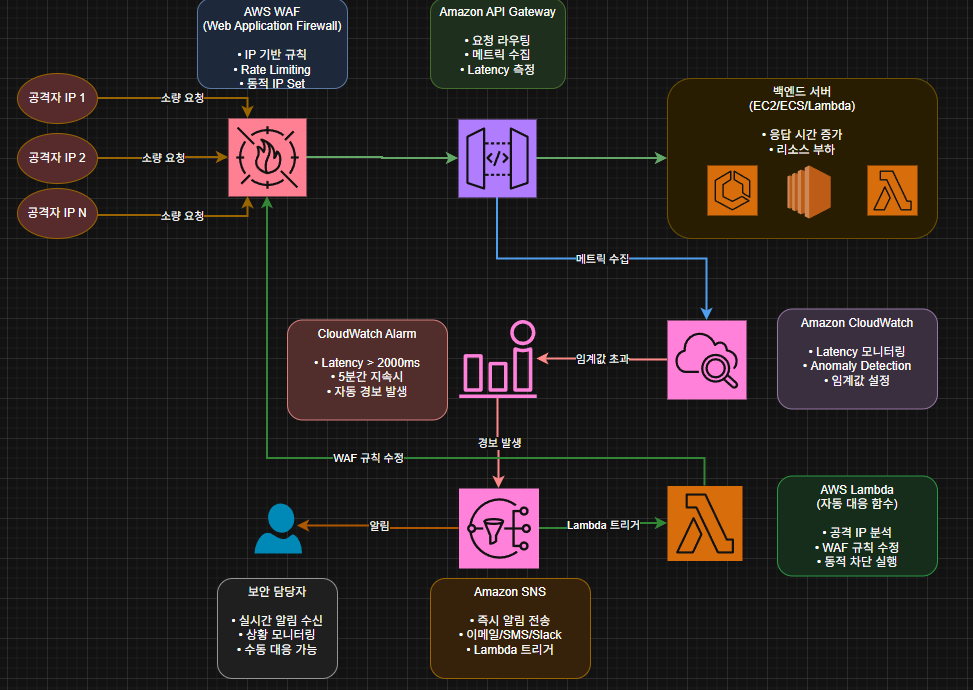 AWS WAF
(Web Application Firewall)
• IP 기반 규칙
• Rate Limiting
• 동적 IP Set
Amazon API Gateway
• 요청 라우팅
• 메트릭 수집
• Latency 측정
백엔드 서버
(EC2/ECS/Lambda)
• 응답 시간 증가
• 리소스 부하
공격자 IP 1
소량 요청
공격자 IP 2
소량 요청
공격자 IP N
소량 요청
</>
메트릭 수집
CloudWatch Alarm
• Latency > 2000ms
• 5분간 지속시
• 자동 경보 발생
임계값 초과
Amazon CloudWatch
• Latency 모니터링
• Anomaly Detection
• 임계값 설정
경보 발생
WAF 규칙 수정
알림
Lambda 트리거
AWS Lambda
(자동 대응 함수)
• 공격 IP 분석
• WAF 규칙 수정
• 동적 차단 실행
보안 담당자
• 실시간 알림 수신
• 상황 모니터링
• 수동 대응 가능
Amazon SNS
• 즉시 알림 전송
• 이메일/SMS/Slack
• Lambda 트리거